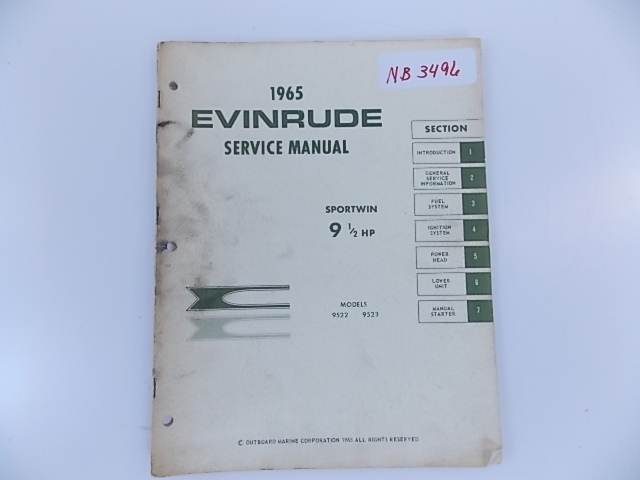 NB 3496
1965
EVINRUDE
SERVICE MANUAL
SPORTWIN
9 1/2 HP
MODELS
9522 9523
SECTION
INTRODUCTION 1
GENERAL
SERVICE
INFORMATION
2
FUEL
SYSTEM
3
IGNITION
SYSTEM
4
POWER
HEAD
5
LOWER
UNIT
6
MANUAL
STARTER
7
© OUTBOARD MARINE CORPORATION 1965 ALL RIGHTS RESERVED